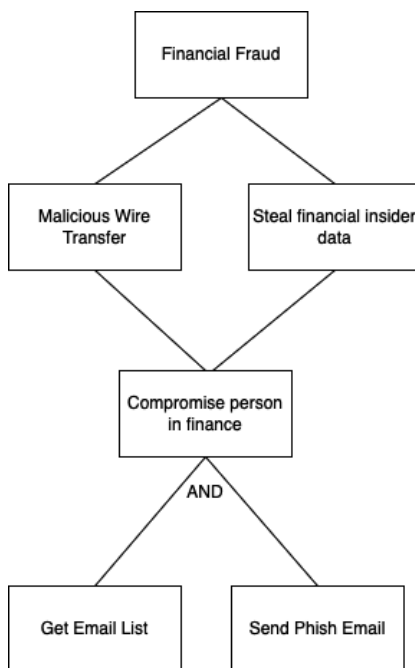 Financial Fraud
Malicious Wire
Transfer
Steal financial insider
data
Compromise person
in finance
AND
Get Email List
Send Phish Email